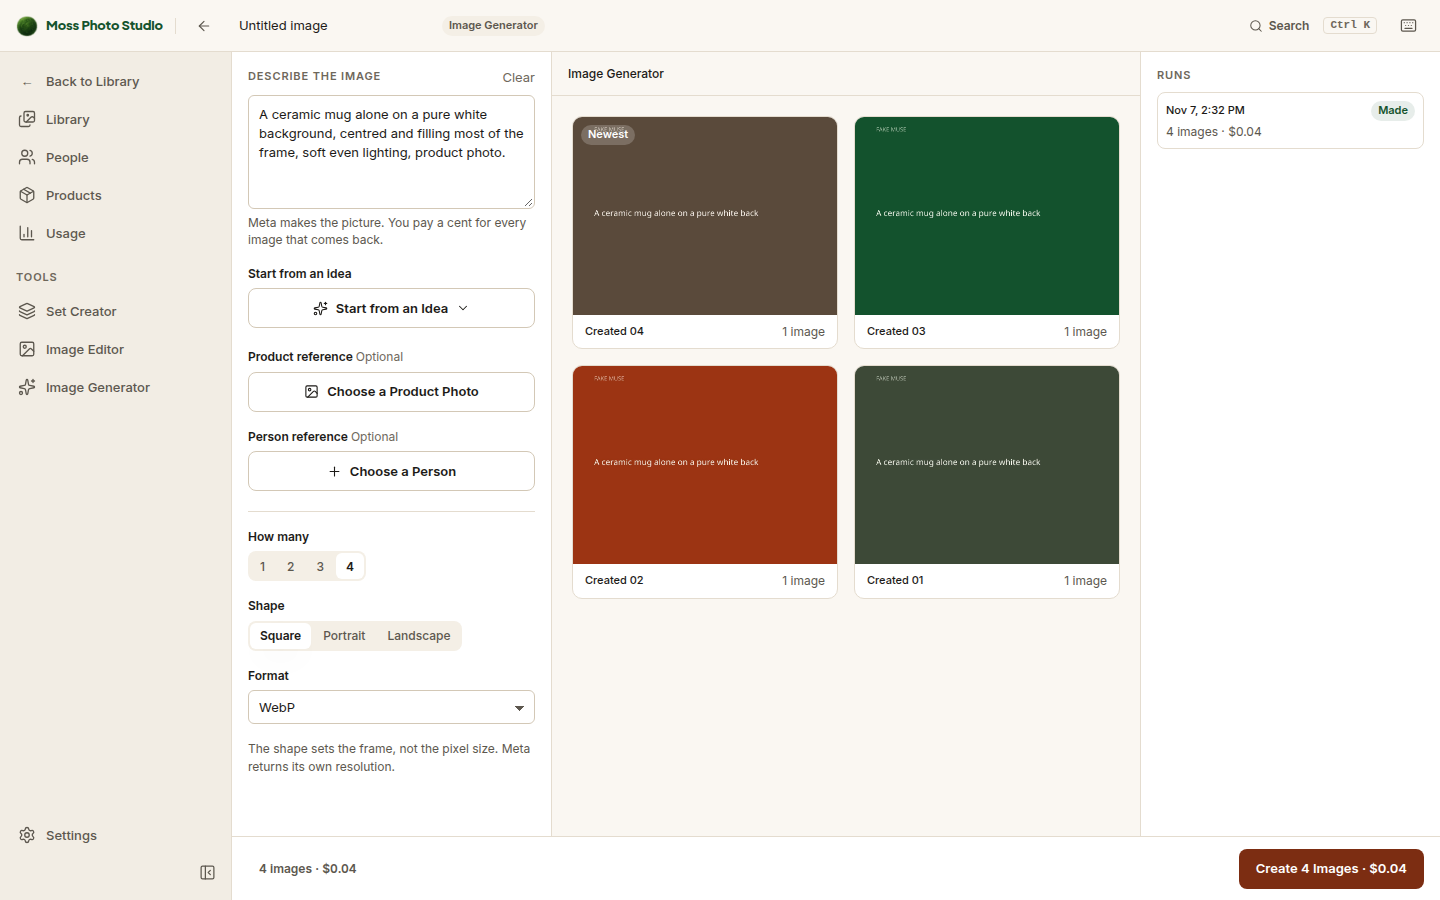 Moss Photo Studio
Untitled image
Image Generator
Search
Ctrl K
← Back to Library
Library
People
Products
Usage
TOOLS
Set Creator
Image Editor
Image Generator
Settings
DESCRIBE THE IMAGE
Clear
A ceramic mug alone on a pure white
background, centred and filling most of the
frame, soft even lighting, product photo.
Meta makes the picture. You pay a cent for every
image that comes back.
Start from an idea
Start from an Idea
Product reference Optional
Choose a Product Photo
Person reference Optional
Choose a Person
How many
1 2 3 4
Shape
Square Portrait Landscape
Format
WebP
The shape sets the frame, not the pixel size. Meta
returns its own resolution.
Image Generator
FAKE MUSE
Newest
A ceramic mug alone on a pure white back
Created 04 1 image
FAKE MUSE
A ceramic mug alone on a pure white back
Created 03 1 image
FAKE MUSE
A ceramic mug alone on a pure white back
Created 02 1 image
FAKE MUSE
A ceramic mug alone on a pure white back
Created 01 1 image
RUNS
Nov 7, 2:32 PM Made
4 images · $0.04
4 images · $0.04
Create 4 Images · $0.04